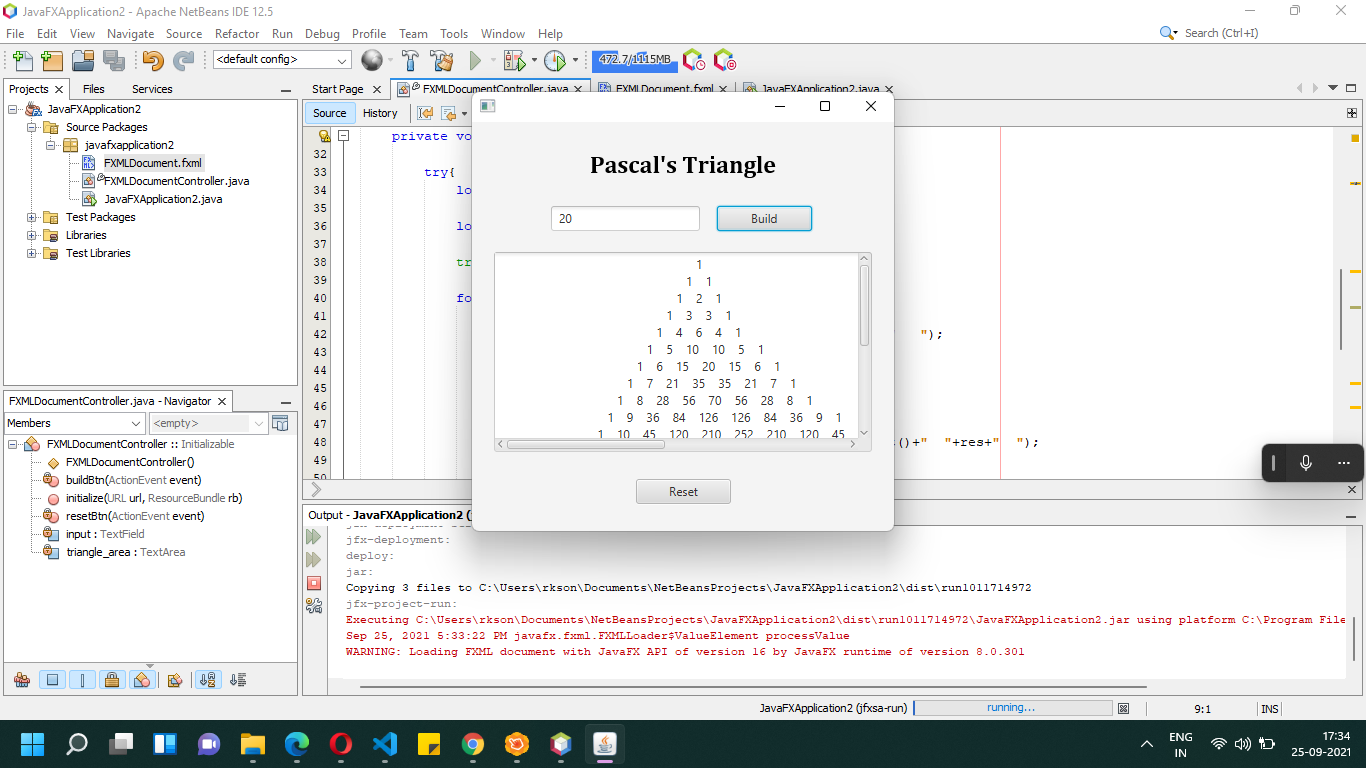 JavaFXApplication2 - Apache NetBeans IDE 12.5
File Edit View Navigate Source Refactor Run Debug Profile Team Tools Window Help
Search (Ctrl+I)
<default config>
472.7/1115MB
Projects Files Services
JavaFXApplication2
Source Packages
javafxapplication2
FXMLDocument.fxml
FXMLDocumentController.java
JavaFXApplication2.java
Test Packages
Libraries
Test Libraries
FXMLDocumentController.java - Navigator
Members
<empty>
FXMLDocumentController :: Initializable
FXMLDocumentController()
buildBtn(ActionEvent event)
initialize(URL url, ResourceBundle rb)
resetBtn(ActionEvent event)
input : TextField
triangle_area : TextArea
Start Page FXMLDocumentController.java FXMLDocument.fxml JavaFXApplication2.java
Source History
private vo
32
33 try{
34 lo
35
36 lo
37
38 tr
39
40 fo
41
42 ");
43
44
45
46
47
48 ()+" "+res+" ");
49
50
Pascal's Triangle
20 Build
1
1 1
1 2 1
1 3 3 1
1 4 6 4 1
1 5 10 10 5 1
1 6 15 20 15 6 1
1 7 21 35 35 21 7 1
1 8 28 56 70 56 28 8 1
1 9 36 84 126 126 84 36 9 1
1 10 45 120 210 252 210 120 45
Reset
Output - JavaFXApplication2 (
jfx-deployment:
deploy:
jar:
Copying 3 files to C:\Users\rkson\Documents\NetBeansProjects\JavaFXApplication2\dist\run1011714972
jfx-project-run:
Executing C:\Users\rkson\Documents\NetBeansProjects\JavaFXApplication2\dist\run1011714972\JavaFXApplication2.jar using platform C:\Program File
Sep 25, 2021 5:33:22 PM javafx.fxml.FXMLLoader$ValueElement processValue
WARNING: Loading FXML document with JavaFX API of version 16 by JavaFX runtime of version 8.0.301
JavaFXApplication2 (jfxsa-run) running... 9:1 INS
ENG
IN
17:34
25-09-2021